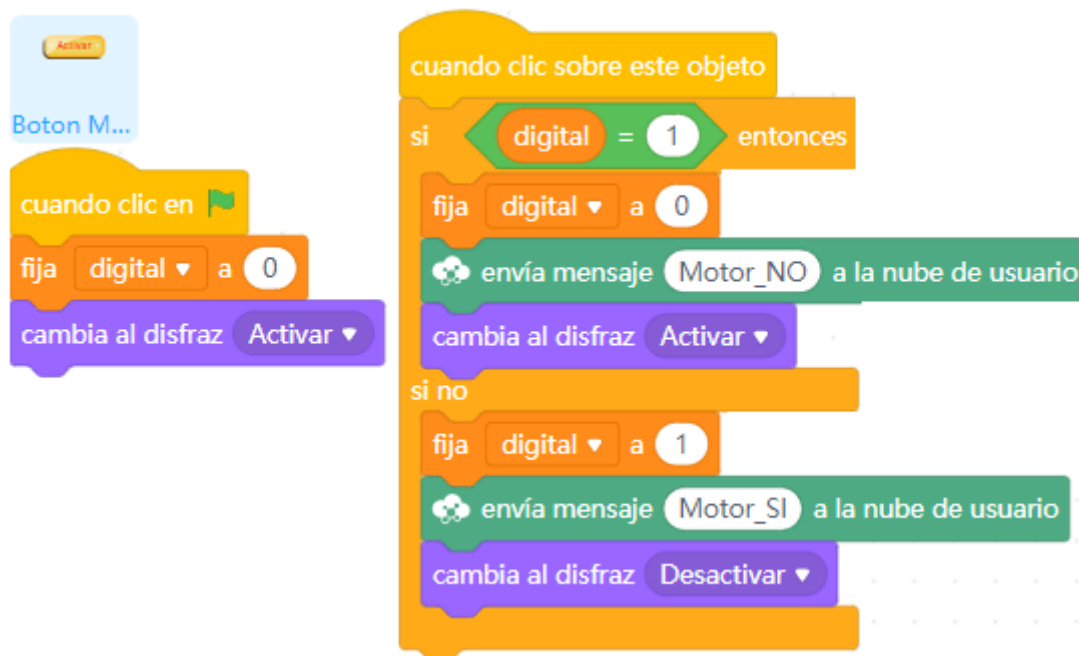 Activar
Boton M...
cuando clic en
fija digital a 0
cambia al disfraz Activar
cuando clic sobre este objeto
si digital = 1 entonces
fija digital a 0
envía mensaje Motor_NO a la nube de usuario
cambia al disfraz Activar
si no
fija digital a 1
envía mensaje Motor_SI a la nube de usuario
cambia al disfraz Desactivar